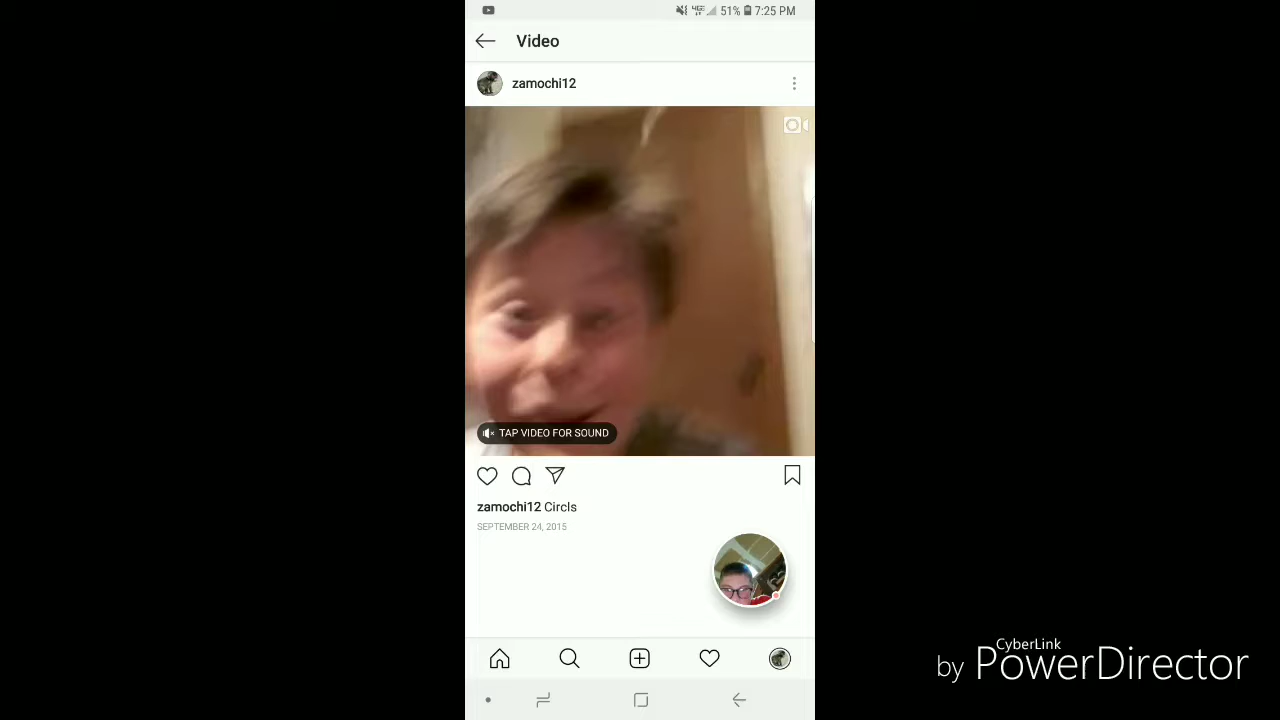 51% 7:25 PM
Video
zamochi12
TAP VIDEO FOR SOUND
zamochi12 Circls
SEPTEMBER 24, 2015
CyberLink
by PowerDirector